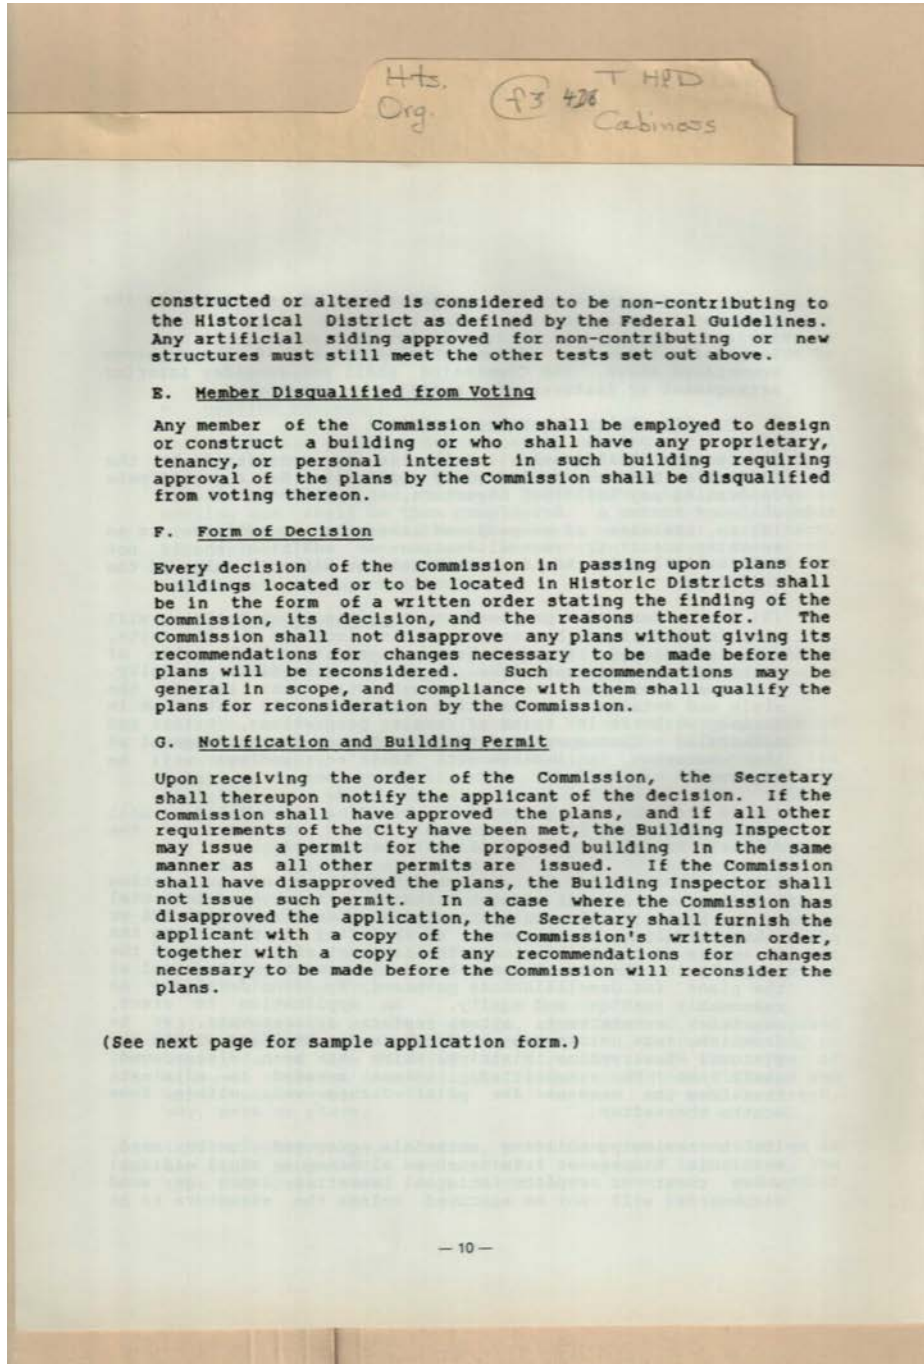 Hts. T HPD
Org. f3 428 Cabiness
constructed or altered is considered to be non-contributing to
the Historical District as defined by the Federal Guidelines.
Any artificial siding approved for non-contributing or new
structures must still meet the other tests set out above.
E. Member Disqualified from Voting
Any member of the Commission who shall be employed to design
or construct a building or who shall have any proprietary,
tenancy, or personal interest in such building requiring
approval of the plans by the Commission shall be disqualified
from voting thereon.
F. Form of Decision
Every decision of the Commission in passing upon plans for
buildings located or to be located in Historic Districts shall
be in the form of a written order stating the finding of the
Commission, its decision, and the reasons therefor. The
Commission shall not disapprove any plans without giving its
recommendations for changes necessary to be made before the
plans will be reconsidered. Such recommendations may be
general in scope, and compliance with them shall qualify the
plans for reconsideration by the Commission.
G. Notification and Building Permit
Upon receiving the order of the Commission, the Secretary
shall thereupon notify the applicant of the decision. If the
Commission shall have approved the plans, and if all other
requirements of the City have been met, the Building Inspector
may issue a permit for the proposed building in the same
manner as all other permits are issued. If the Commission
shall have disapproved the plans, the Building Inspector shall
not issue such permit. In a case where the Commission has
disapproved the application, the Secretary shall furnish the
applicant with a copy of the Commission's written order,
together with a copy of any recommendations for changes
necessary to be made before the Commission will reconsider the
plans.
(See next page for sample application form.)
— 10 —